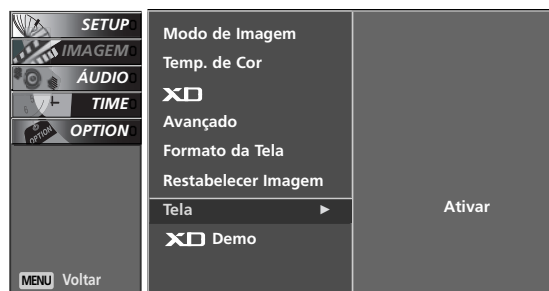 SETUP
IMAGEM
ÁUDIO
TIME
OPTION
MENU Voltar
Modo de Imagem
Temp. de Cor
XD
Avançado
Formato da Tela
Restabelecer Imagem
Tela ►
XD Demo
Ativar